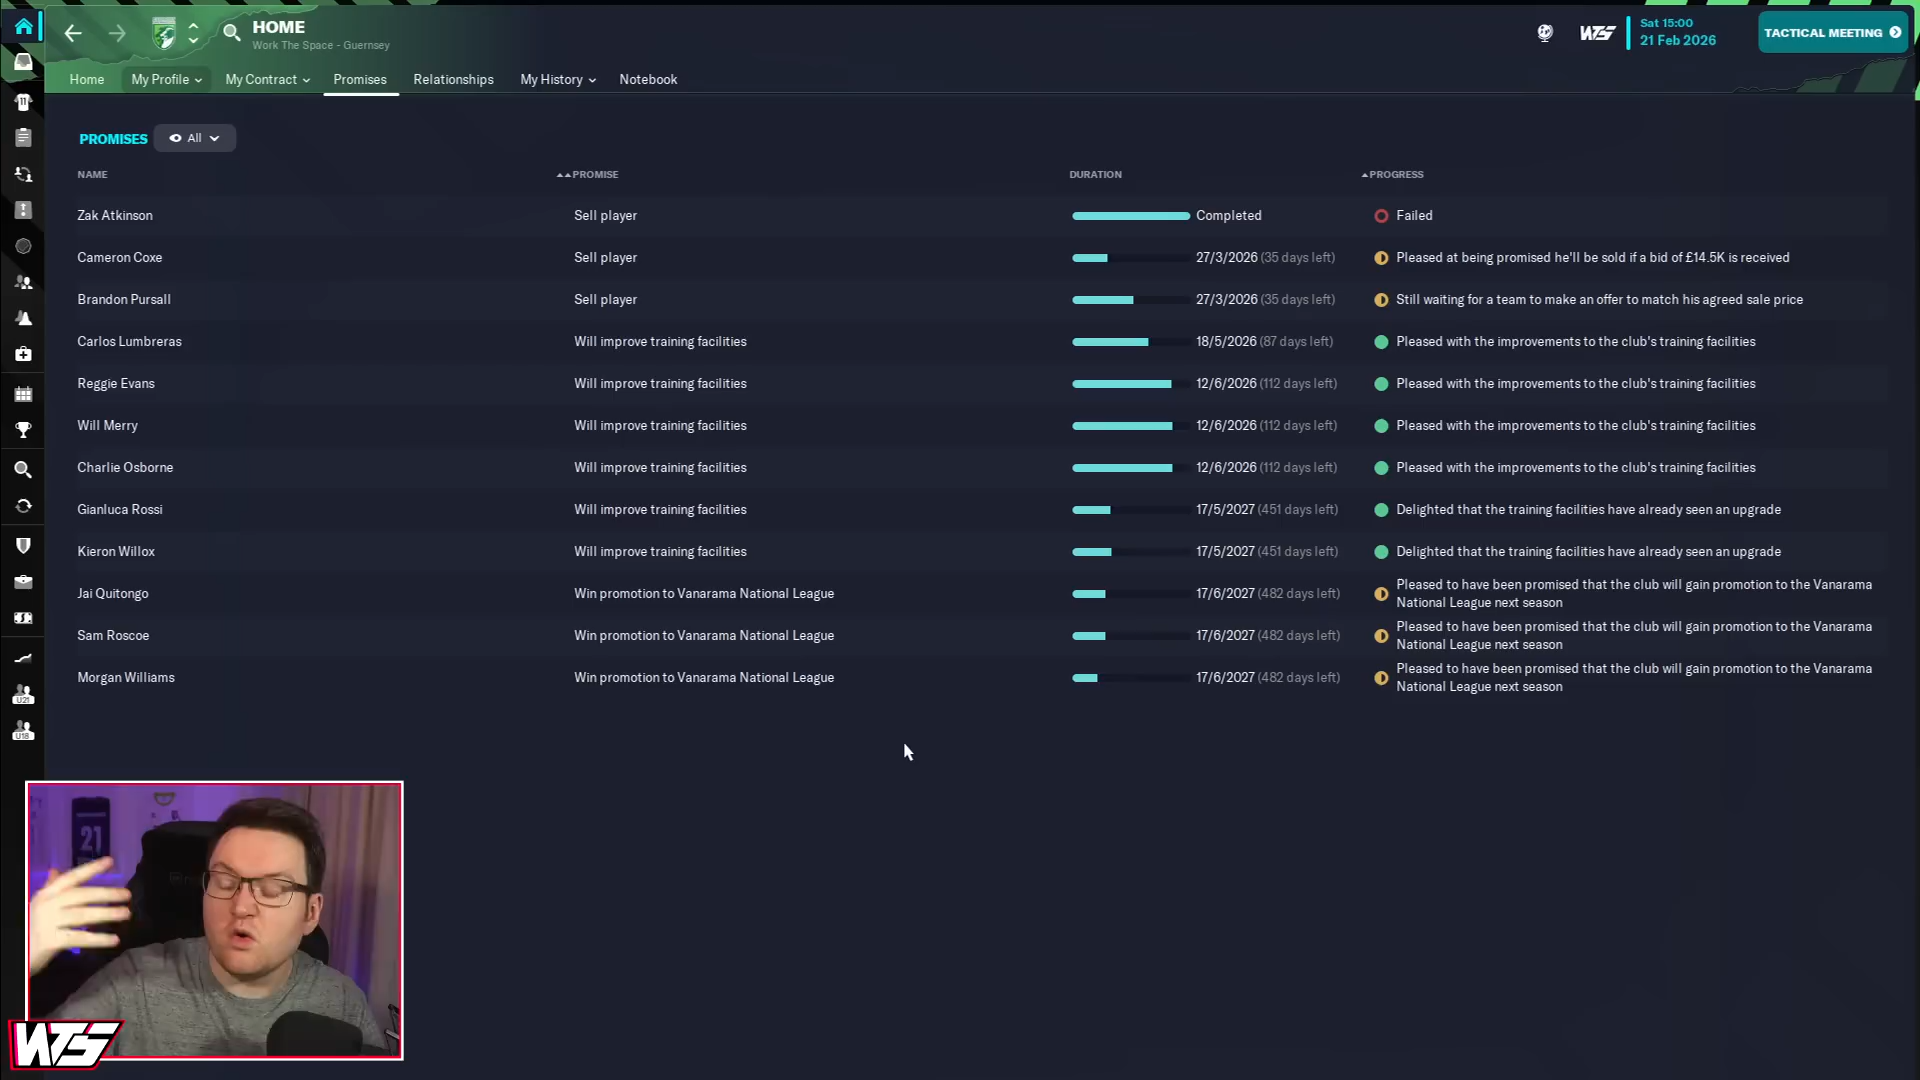 HOME
Work The Space - Guernsey
WTS
Sat 15:00
21 Feb 2026
TACTICAL MEETING
Home
My Profile
My Contract
Promises
Relationships
My History
Notebook
PROMISES
All
NAME
PROMISE
DURATION
PROGRESS
Zak Atkinson
Sell player
Completed
Failed
Cameron Coxe
Sell player
27/3/2026 (35 days left)
Pleased at being promised he'll be sold if a bid of £14.5K is received
Brandon Pursall
Sell player
27/3/2026 (35 days left)
Still waiting for a team to make an offer to match his agreed sale price
Carlos Lumbreras
Will improve training facilities
18/5/2026 (87 days left)
Pleased with the improvements to the club's training facilities
Reggie Evans
Will improve training facilities
12/6/2026 (112 days left)
Pleased with the improvements to the club's training facilities
Will Merry
Will improve training facilities
12/6/2026 (112 days left)
Pleased with the improvements to the club's training facilities
Charlie Osborne
Will improve training facilities
12/6/2026 (112 days left)
Pleased with the improvements to the club's training facilities
Gianluca Rossi
Will improve training facilities
17/5/2027 (451 days left)
Delighted that the training facilities have already seen an upgrade
Kieron Willox
Will improve training facilities
17/5/2027 (451 days left)
Delighted that the training facilities have already seen an upgrade
Jai Quitongo
Win promotion to Vanarama National League
17/6/2027 (482 days left)
Pleased to have been promised that the club will gain promotion to the Vanarama
National League next season
Sam Roscoe
Win promotion to Vanarama National League
17/6/2027 (482 days left)
Pleased to have been promised that the club will gain promotion to the Vanarama
National League next season
Morgan Williams
Win promotion to Vanarama National League
17/6/2027 (482 days left)
Pleased to have been promised that the club will gain promotion to the Vanarama
National League next season
11
U21
U18
21
WTS